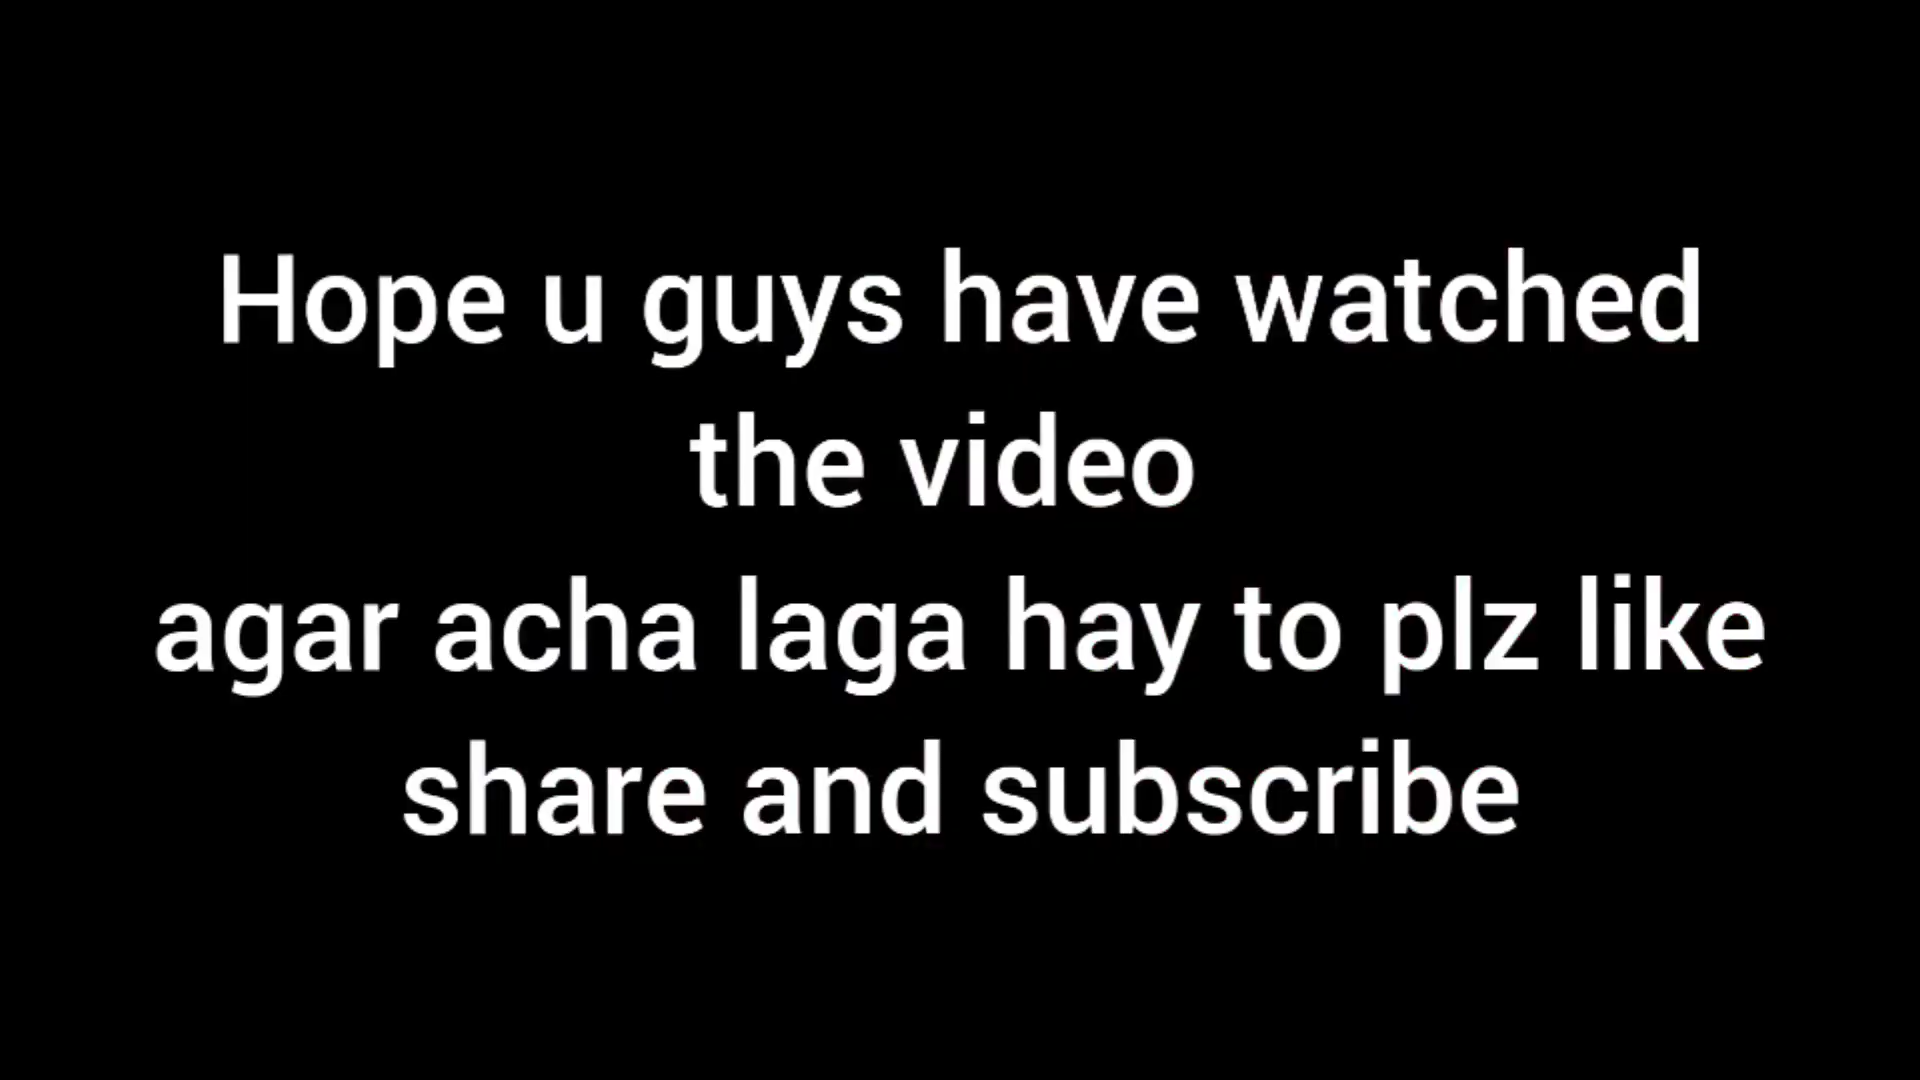 Hope u guys have watched
the video
agar acha laga hay to plz like
share and subscribe